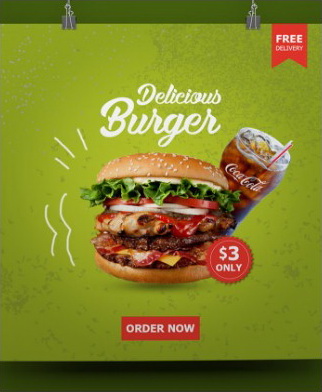 FREE
DELIVERY
Delicious
Burger
Coca-Cola
$3
ONLY
ORDER NOW